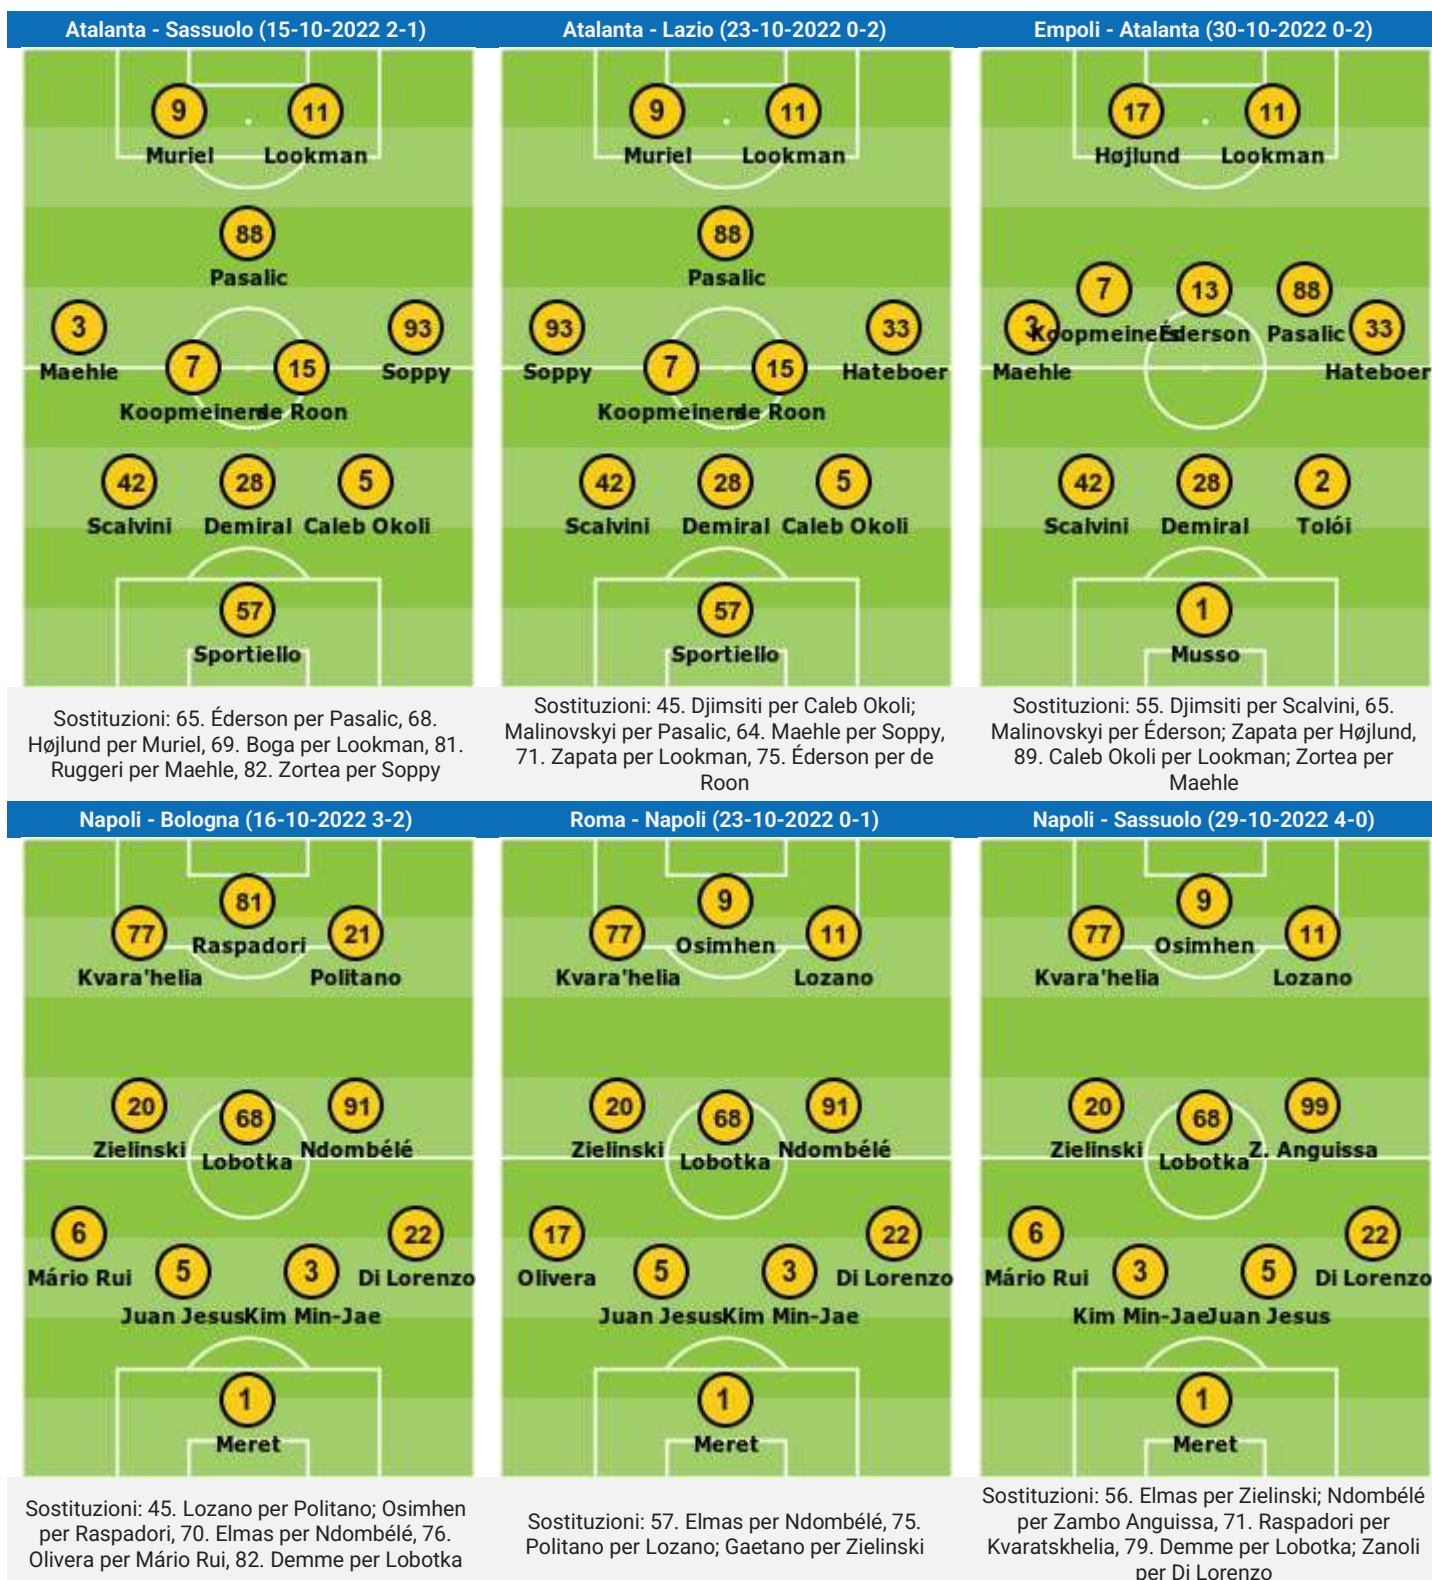 Atalanta - Sassuolo (15-10-2022 2-1)
9 11
Muriel Lookman
88
Pasalic
3 93
Maehle 7 15 Soppy
Koopmeiners de Roon
42 28 5
Scalvini Demiral Caleb Okoli
57
Sportiello
Sostituzioni: 65. Éderson per Pasalic, 68.
Højlund per Muriel, 69. Boga per Lookman, 81.
Ruggeri per Maehle, 82. Zortea per Soppy
Atalanta - Lazio (23-10-2022 0-2)
9 11
Muriel Lookman
88
Pasalic
93 33
Soppy 7 15 Hateboer
Koopmeiners de Roon
42 28 5
Scalvini Demiral Caleb Okoli
57
Sportiello
Sostituzioni: 45. Djimsiti per Caleb Okoli;
Malinovskyi per Pasalic, 64. Maehle per Soppy,
71. Zapata per Lookman, 75. Éderson per de
Roon
Empoli - Atalanta (30-10-2022 0-2)
17 11
Højlund Lookman
7 13 88
3 Koopmeiners Éderson Pasalic 33
Maehle Hateboer
42 28 2
Scalvini Demiral Tolói
1
Musso
Sostituzioni: 55. Djimsiti per Scalvini, 65.
Malinovskyi per Éderson; Zapata per Højlund,
89. Caleb Okoli per Lookman; Zortea per
Maehle
Napoli - Bologna (16-10-2022 3-2)
81
77 Raspadori 21
Kvara'helia Politano
20 68 91
Zielinski Lobotka Ndombélé
6 22
Mário Rui 5 3 Di Lorenzo
Juan Jesus Kim Min-Jae
1
Meret
Sostituzioni: 45. Lozano per Politano; Osimhen
per Raspadori, 70. Elmas per Ndombélé, 76.
Olivera per Mário Rui, 82. Demme per Lobotka
Roma - Napoli (23-10-2022 0-1)
9
77 Osimhen 11
Kvara'helia Lozano
20 68 91
Zielinski Lobotka Ndombélé
17 22
Olivera 5 3 Di Lorenzo
Juan Jesus Kim Min-Jae
1
Meret
Sostituzioni: 57. Elmas per Ndombélé, 75.
Politano per Lozano; Gaetano per Zielinski
Napoli - Sassuolo (29-10-2022 4-0)
9
77 Osimhen 11
Kvara'helia Lozano
20 68 99
Zielinski Lobotka Z. Anguissa
6 22
Mário Rui 3 5 Di Lorenzo
Kim Min-Jae Juan Jesus
1
Meret
Sostituzioni: 56. Elmas per Zielinski; Ndombélé
per Zambo Anguissa, 71. Raspadori per
Kvaratskhelia, 79. Demme per Lobotka; Zanoli
per Di Lorenzo